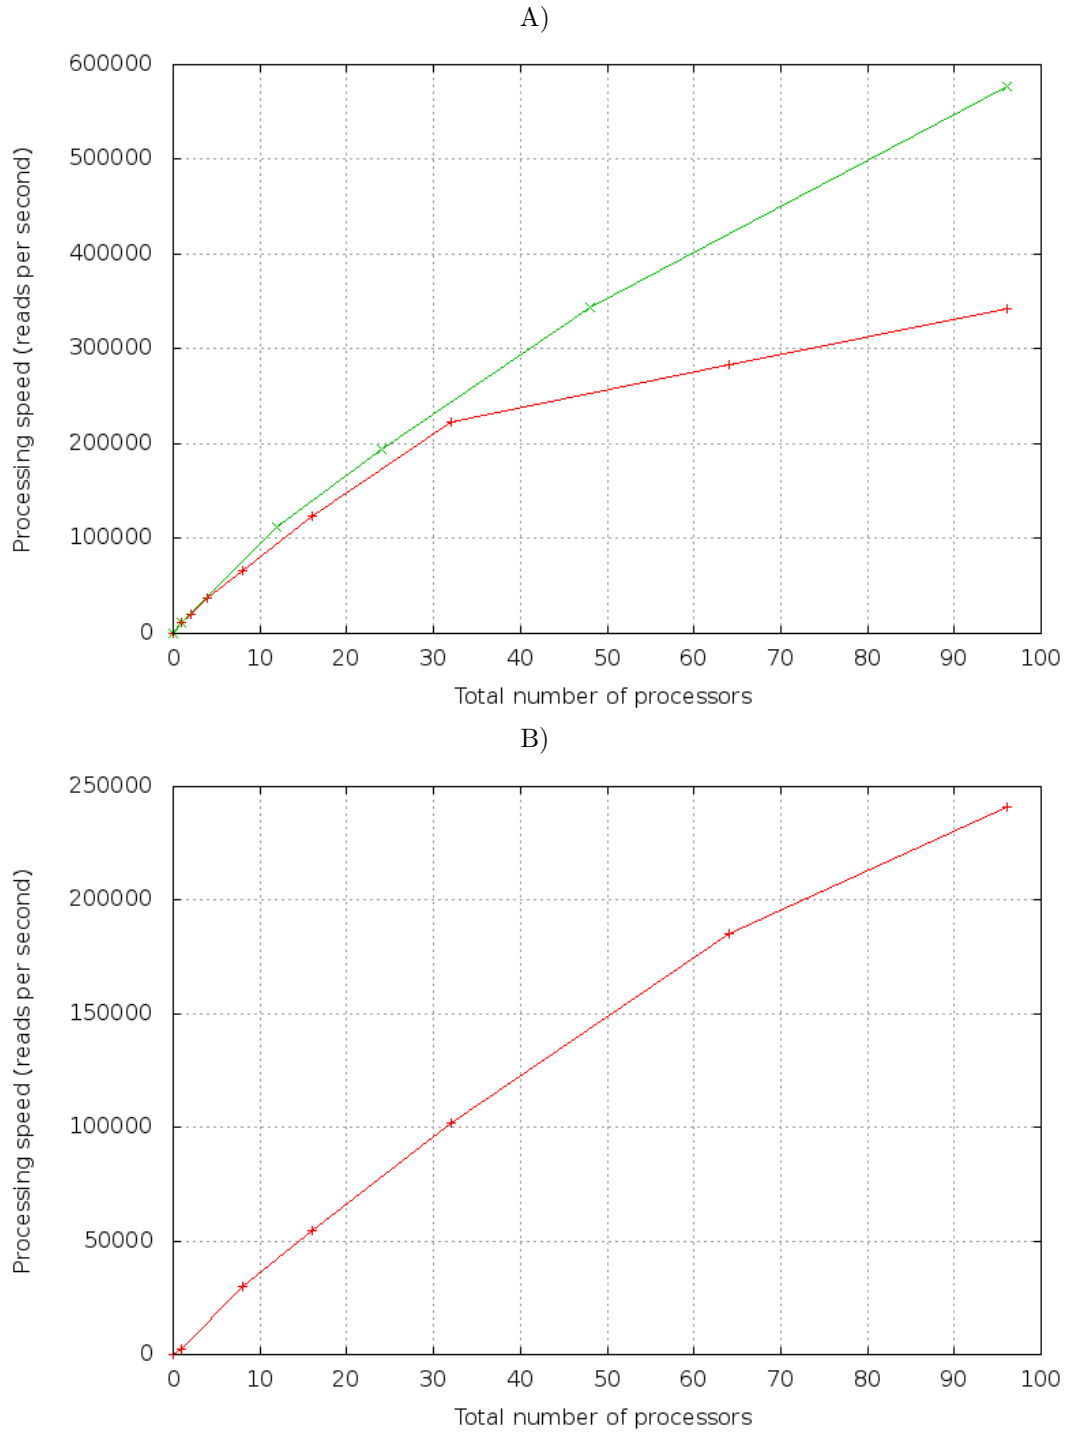 A)
600000
500000
400000
300000
200000
100000
0
Processing speed (reads per second)
0 10 20 30 40 50 60 70 80 90 100
Total number of processors
B)
250000
200000
150000
100000
50000
0
Processing speed (reads per second)
0 10 20 30 40 50 60 70 80 90 100
Total number of processors